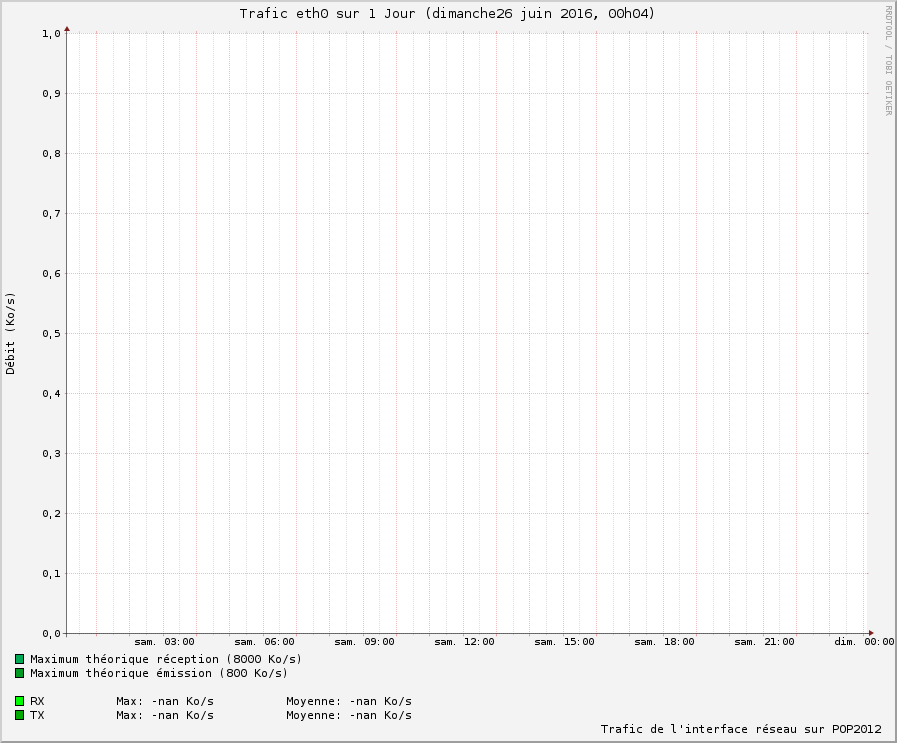 Trafic eth0 sur 1 Jour (dimanche26 juin 2016, 00h04)
RRDTOOL / TOBI OETIKER
Débit (Ko/s)
1,0
0,9
0,8
0,7
0,6
0,5
0,4
0,3
0,2
0,1
0,0
sam. 03:00 sam. 06:00 sam. 09:00 sam. 12:00 sam. 15:00 sam. 18:00 sam. 21:00 dim. 00:00
Maximum théorique réception (8000 Ko/s)
Maximum théorique émission (800 Ko/s)
RX Max: -nan Ko/s Moyenne: -nan Ko/s
TX Max: -nan Ko/s Moyenne: -nan Ko/s
Trafic de l'interface réseau sur POP2012